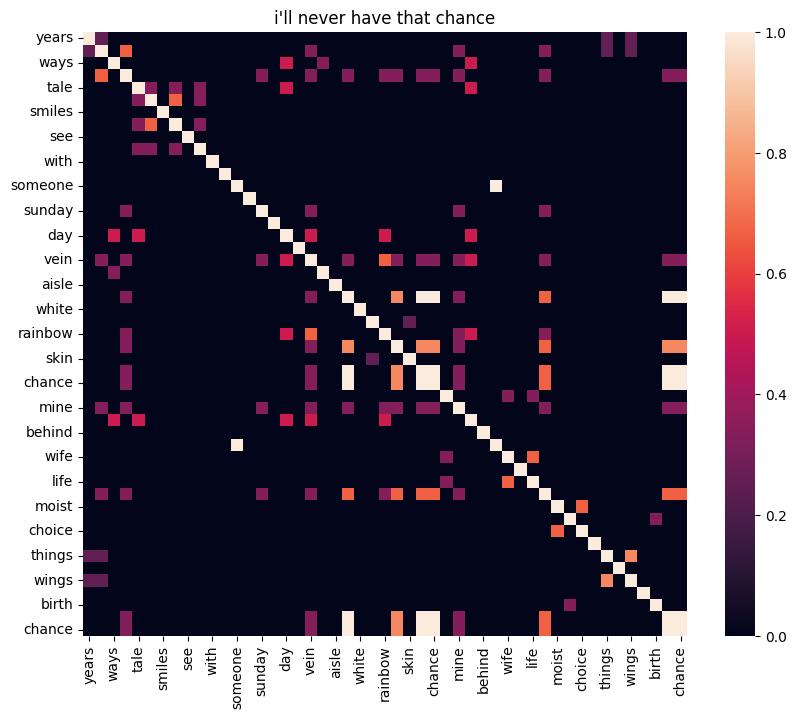 i'll never have that chance
years
ways
tale
smiles
see
with
someone
sunday
day
vein
aisle
white
rainbow
skin
chance
mine
behind
wife
life
moist
choice
things
wings
birth
chance
years
ways
tale
smiles
see
with
someone
sunday
day
vein
aisle
white
rainbow
skin
chance
mine
behind
wife
life
moist
choice
things
wings
birth
chance
1.0
0.8
0.6
0.4
0.2
0.0